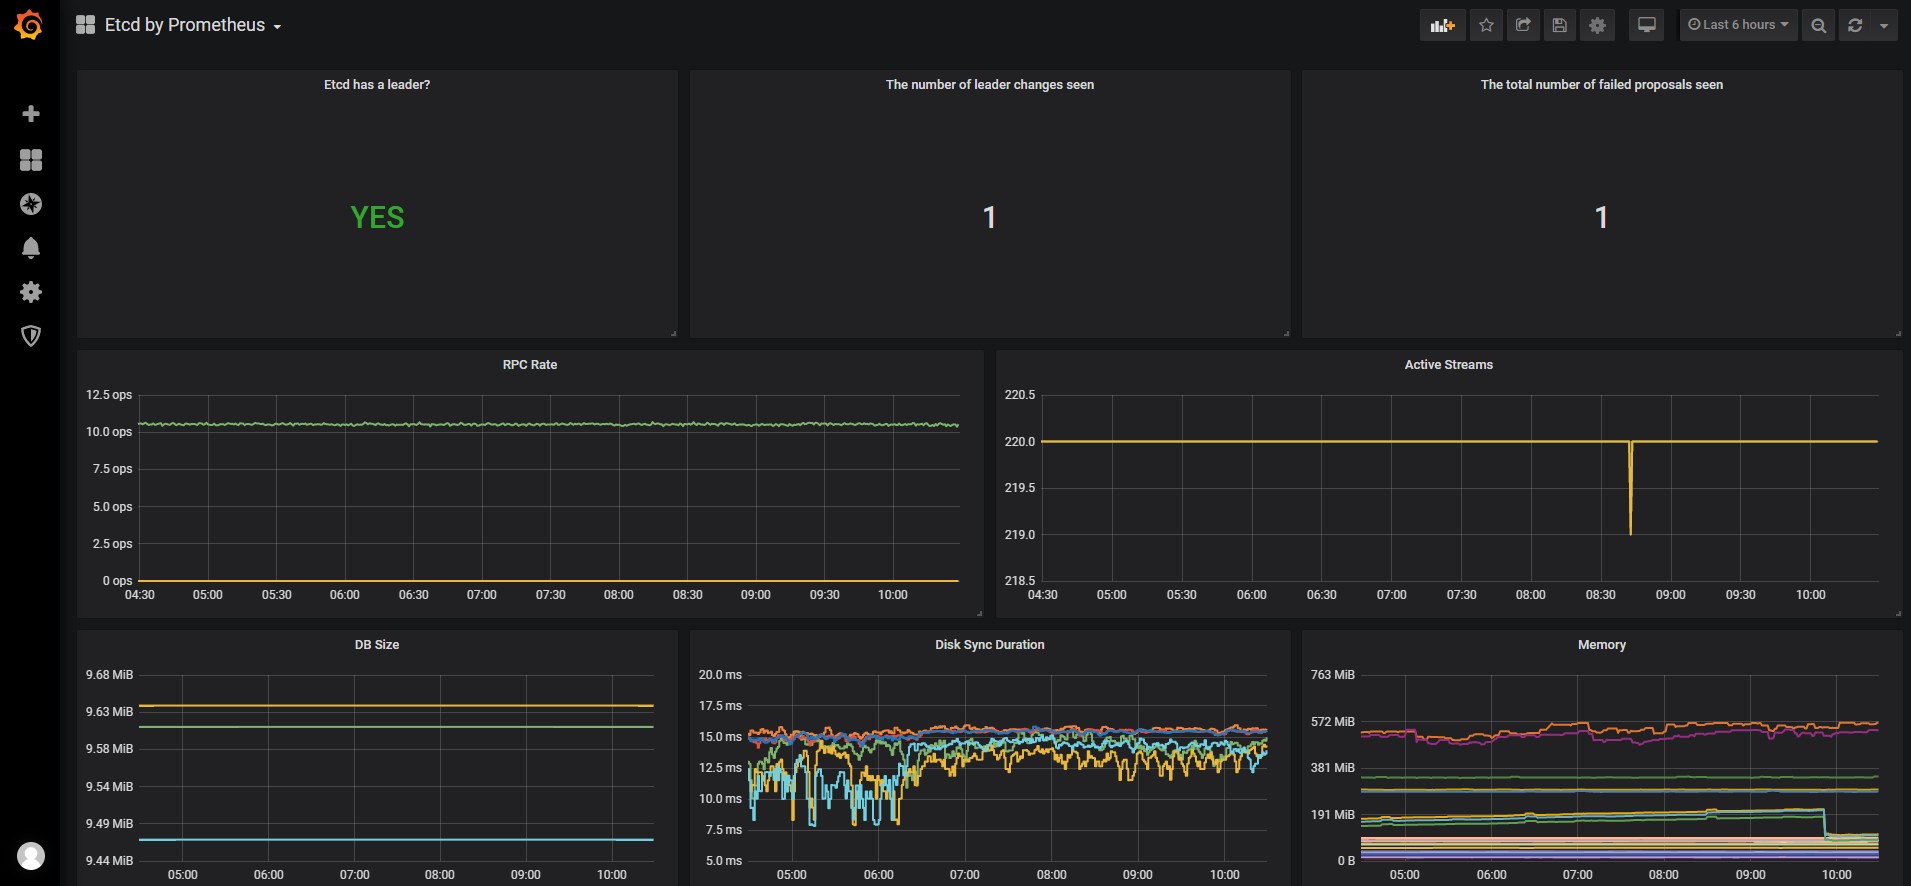 Etcd by Prometheus
Last 6 hours
Etcd has a leader?
YES
The number of leader changes seen
1
The total number of failed proposals seen
1
RPC Rate
12.5 ops
10.0 ops
7.5 ops
5.0 ops
2.5 ops
0 ops
04:30 05:00 05:30 06:00 06:30 07:00 07:30 08:00 08:30 09:00 09:30 10:00
Active Streams
220.5
220.0
219.5
219.0
218.5
04:30 05:00 05:30 06:00 06:30 07:00 07:30 08:00 08:30 09:00 09:30 10:00
DB Size
9.68 MiB
9.63 MiB
9.58 MiB
9.54 MiB
9.49 MiB
9.44 MiB
05:00 06:00 07:00 08:00 09:00 10:00
Disk Sync Duration
20.0 ms
17.5 ms
15.0 ms
12.5 ms
10.0 ms
7.5 ms
5.0 ms
05:00 06:00 07:00 08:00 09:00 10:00
Memory
763 MiB
572 MiB
381 MiB
191 MiB
0 B
05:00 06:00 07:00 08:00 09:00 10:00